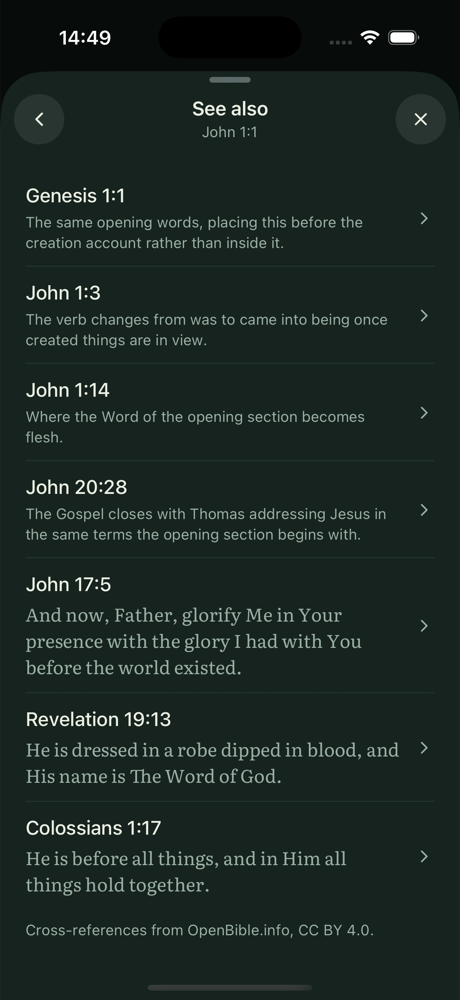 14:49
See also
John 1:1
Genesis 1:1
The same opening words, placing this before the
creation account rather than inside it.
John 1:3
The verb changes from was to came into being once
created things are in view.
John 1:14
Where the Word of the opening section becomes
flesh.
John 20:28
The Gospel closes with Thomas addressing Jesus in
the same terms the opening section begins with.
John 17:5
And now, Father, glorify Me in Your
presence with the glory I had with You
before the world existed.
Revelation 19:13
He is dressed in a robe dipped in blood, and
His name is The Word of God.
Colossians 1:17
He is before all things, and in Him all
things hold together.
Cross-references from OpenBible.info, CC BY 4.0.